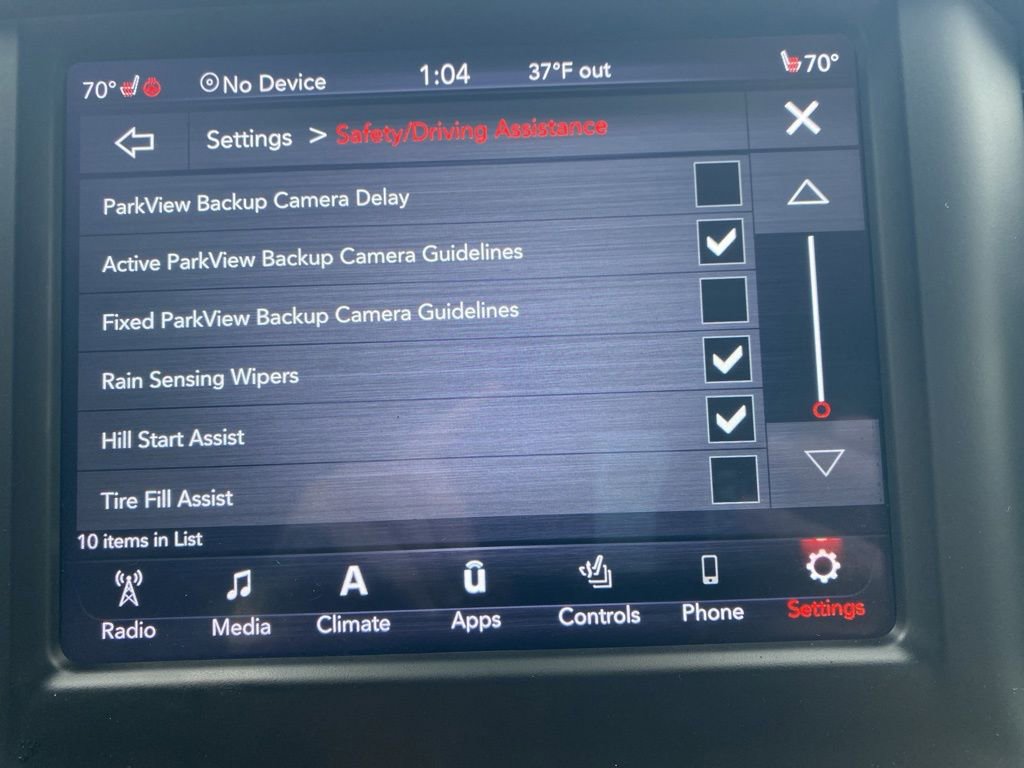 70° No Device 1:04 37°F out 70°
Settings > Safety/Driving Assistance
ParkView Backup Camera Delay
Active ParkView Backup Camera Guidelines
Fixed ParkView Backup Camera Guidelines
Rain Sensing Wipers
Hill Start Assist
Tire Fill Assist
10 items in List
A ū
Radio Media Climate Apps Controls Phone Settings